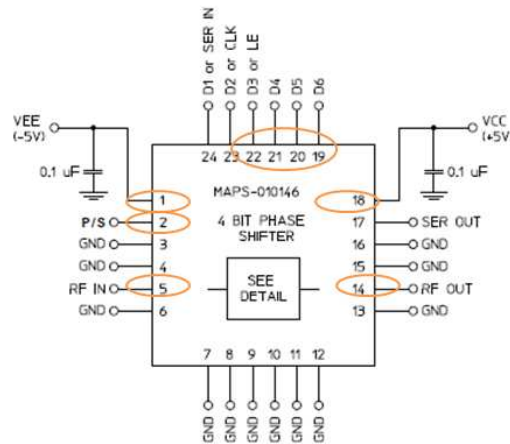 D1 or SER IN
D2 or CLK
D3 or LE
D4
D5
D6
VEE
(-5V)
VCC
(+5V
0.1 uF
0.1 uF
24 23 22 21 20 19
MAPS-010146
4 BIT PHASE
SHIFTER
SEE
DETAIL
P/S
GND
GND
RF IN
GND
1
2
3
4
5
6
18
17
16
15
14
13
SER OUT
GND
GND
RF OUT
GND
7 8 9 10 11 12
GND
GND
GND
GND
GND
GND